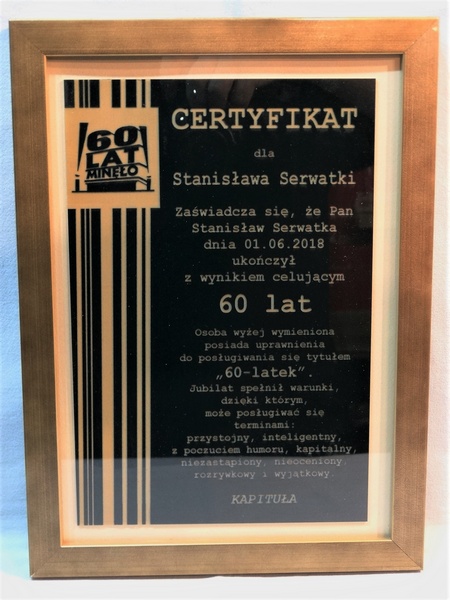 60
LAT
MINĘŁO
CERTYFIKAT
dla
Stanisława Serwatki
Zaświadcza się, że Pan
Stanisław Serwatka
dnia 01.06.2018
ukończył
z wynikiem celującym
60 lat
Osoba wyżej wymieniona
posiada uprawnienia
do posługiwania się tytułem
„60-latek”.
Jubilat spełnił warunki,
dzięki którym,
może posługiwać się
terminami:
przystojny, inteligentny,
z poczuciem humoru, kapitalny,
niezastąpiony, nieoceniony,
rozrywkowy i wyjątkowy.
KAPITUŁA